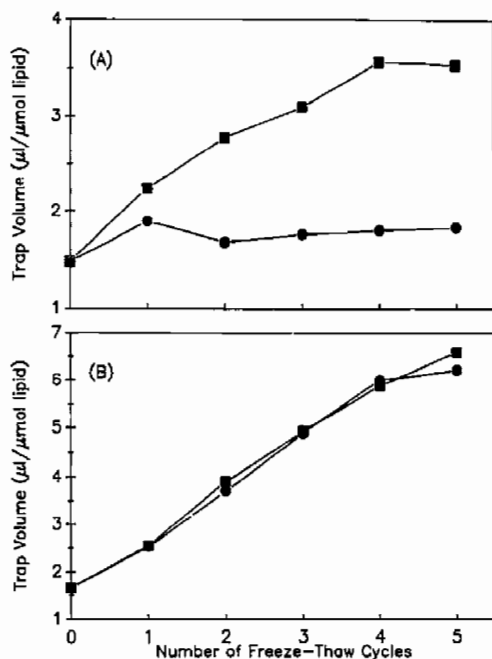 (A)
Trap Volume (µl/µmol lipid)
4
3
2
1
(B)
Trap Volume (µl/µmol lipid)
7
6
5
4
3
2
1
0 1 2 3 4 5
Number of Freeze-Thaw Cycles